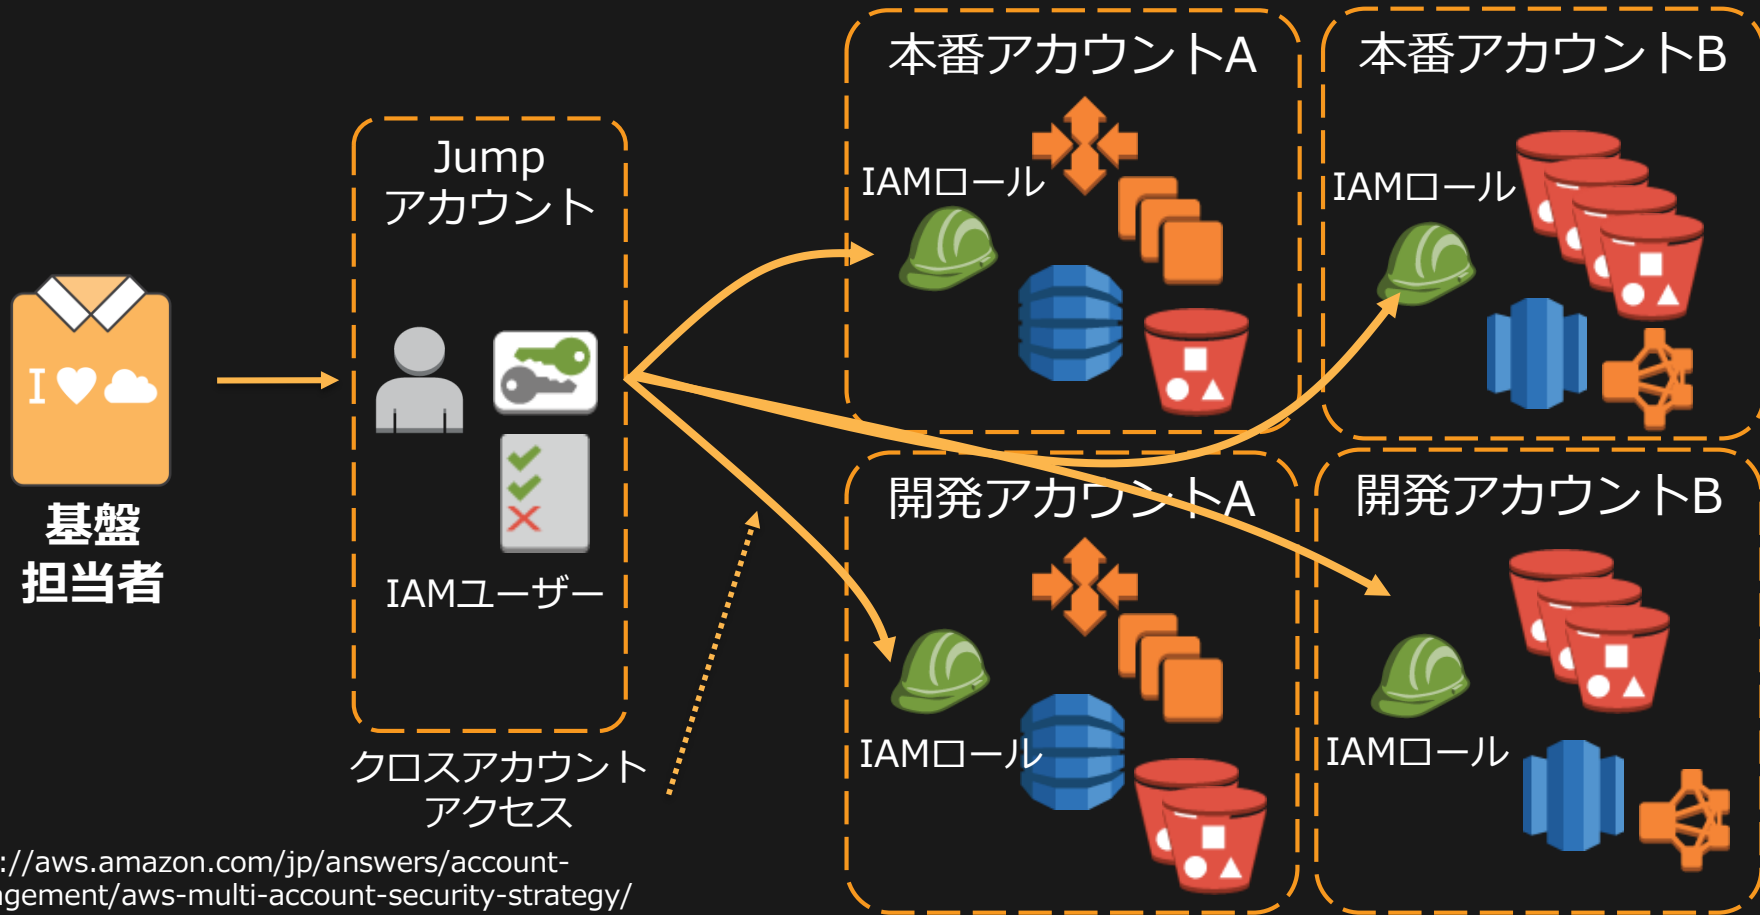 I
基盤
担当者
Jump
アカウント
IAMユーザー
クロスアカウント
アクセス
://aws.amazon.com/jp/answers/account-
gement/aws-multi-account-security-strategy/
本番アカウントA
IAMロール
本番アカウントB
IAMロール
開発アカウントA
IAMロール
開発アカウントB
IAMロール